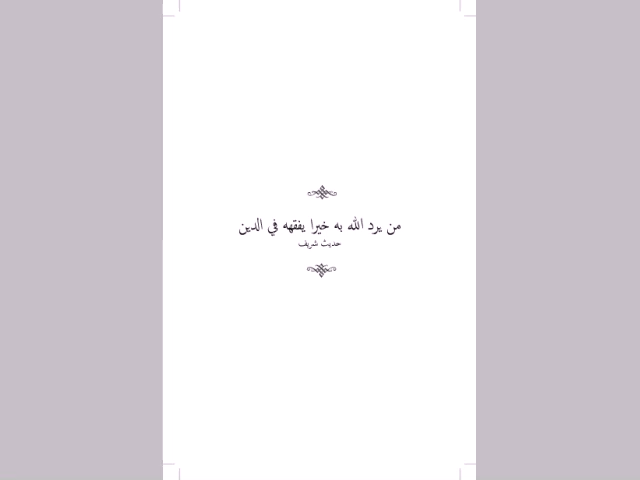 من يرد الله به خيرا يفقهه في الدين
حديث شريف